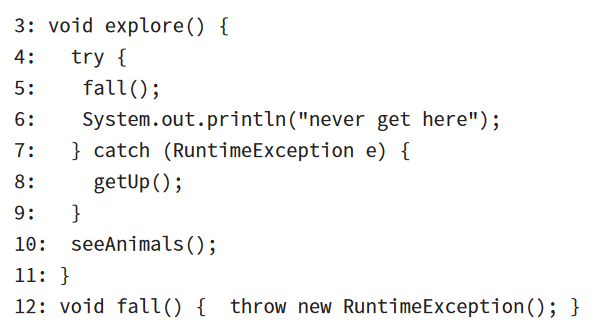 3: void explore() {
4:   try {
5:    fall();
6:    System.out.println("never get here");
7:   } catch (RuntimeException e) {
8:     getUp();
9:   }
10:  seeAnimals();
11: }
12: void fall() {  throw new RuntimeException(); }